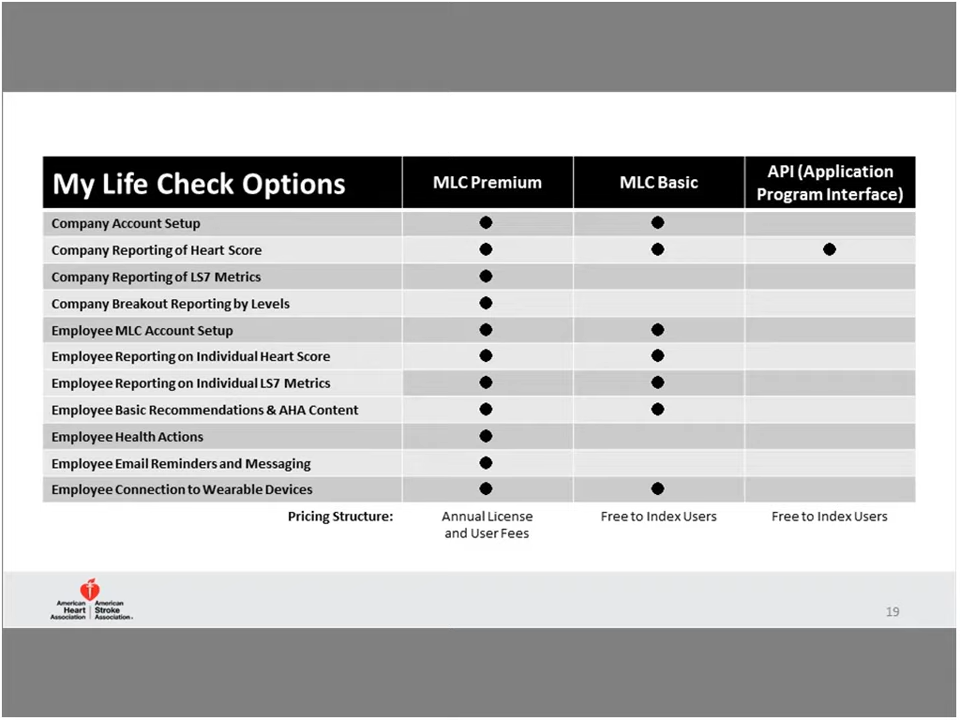 My Life Check Options MLC Premium MLC Basic API (Application Program Interface)
Company Account Setup ● ●
Company Reporting of Heart Score ● ● ●
Company Reporting of LS7 Metrics ●
Company Breakout Reporting by Levels ●
Employee MLC Account Setup ● ●
Employee Reporting on Individual Heart Score ● ●
Employee Reporting on Individual LS7 Metrics ● ●
Employee Basic Recommendations & AHA Content ● ●
Employee Health Actions ●
Employee Email Reminders and Messaging ●
Employee Connection to Wearable Devices ● ●
Pricing Structure: Annual License and User Fees Free to Index Users Free to Index Users
American Heart Association American Stroke Association.
19